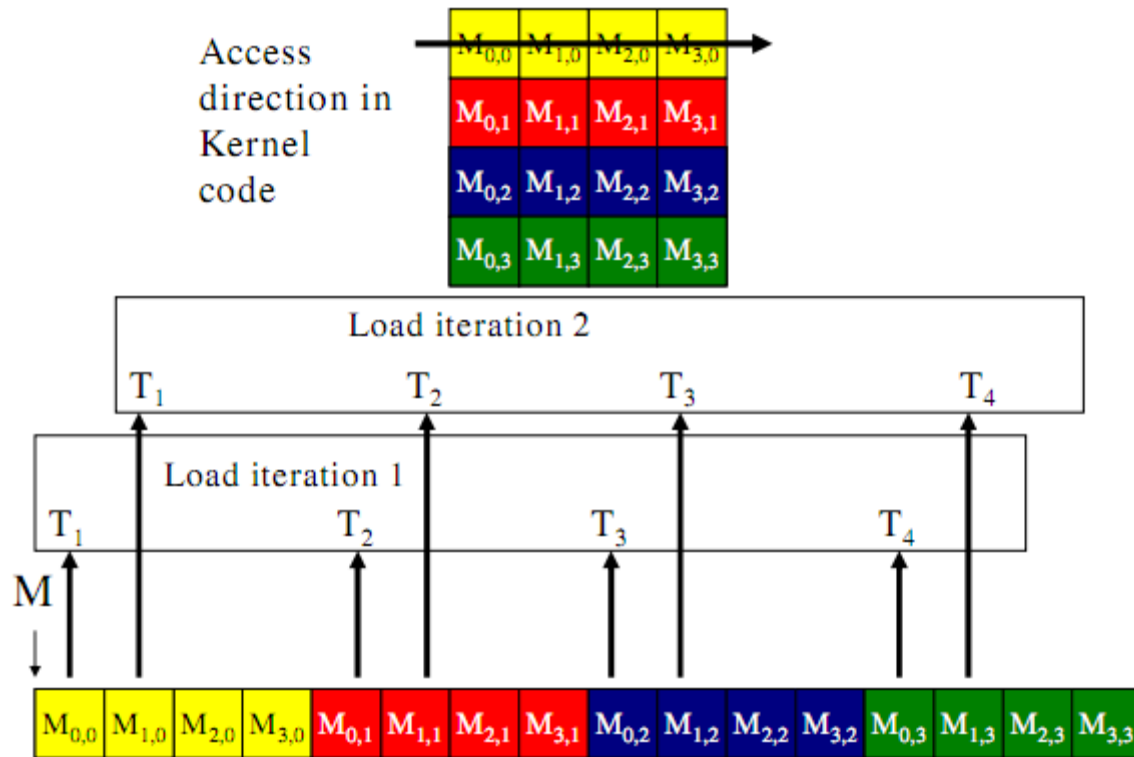 Access
direction in
Kernel
code
M0,0 M1,0 M2,0 M3,0
M0,1 M1,1 M2,1 M3,1
M0,2 M1,2 M2,2 M3,2
M0,3 M1,3 M2,3 M3,3
Load iteration 2
T1 T2 T3 T4
Load iteration 1
T1 T2 T3 T4
M
M0,0 M1,0 M2,0 M3,0 M0,1 M1,1 M2,1 M3,1 M0,2 M1,2 M2,2 M3,2 M0,3 M1,3 M2,3 M3,3